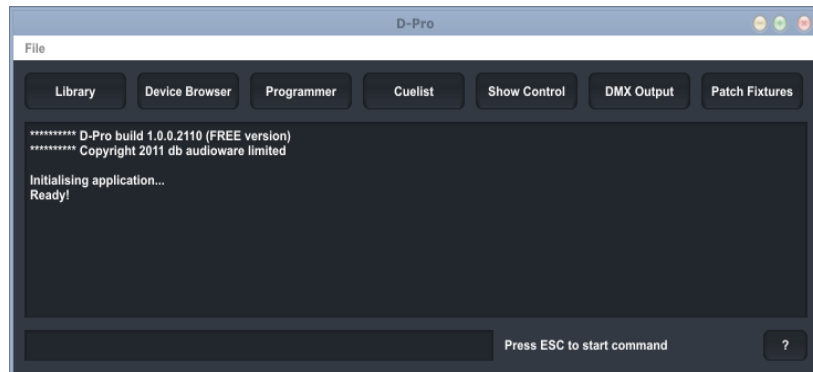 D-Pro
File
Library Device Browser Programmer Cuelist Show Control DMX Output Patch Fixtures
********** D-Pro build 1.0.0.2110 (FREE version)
********** Copyright 2011 db audioware limited
Initialising application...
Ready!
Press ESC to start command ?